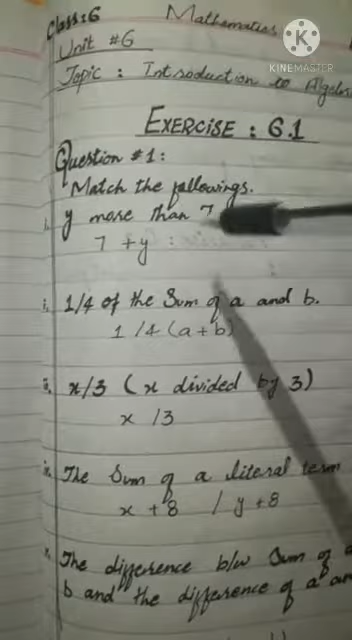 Class: 6 Mathematics
Unit #6
Topic : Introduction to Algebra
KINEMASTER
EXERCISE : 6.1
Question #1:
Match the followings.
i. y more than 7
7 + y
i. 1/4 of the Sum of a and b.
1 /4 (a + b)
ii. x/3 ( x divided by 3)
x /3
The Sum of a literal term
x + 8 / y + 8
v. The difference b/w Sum of
b and the difference of a